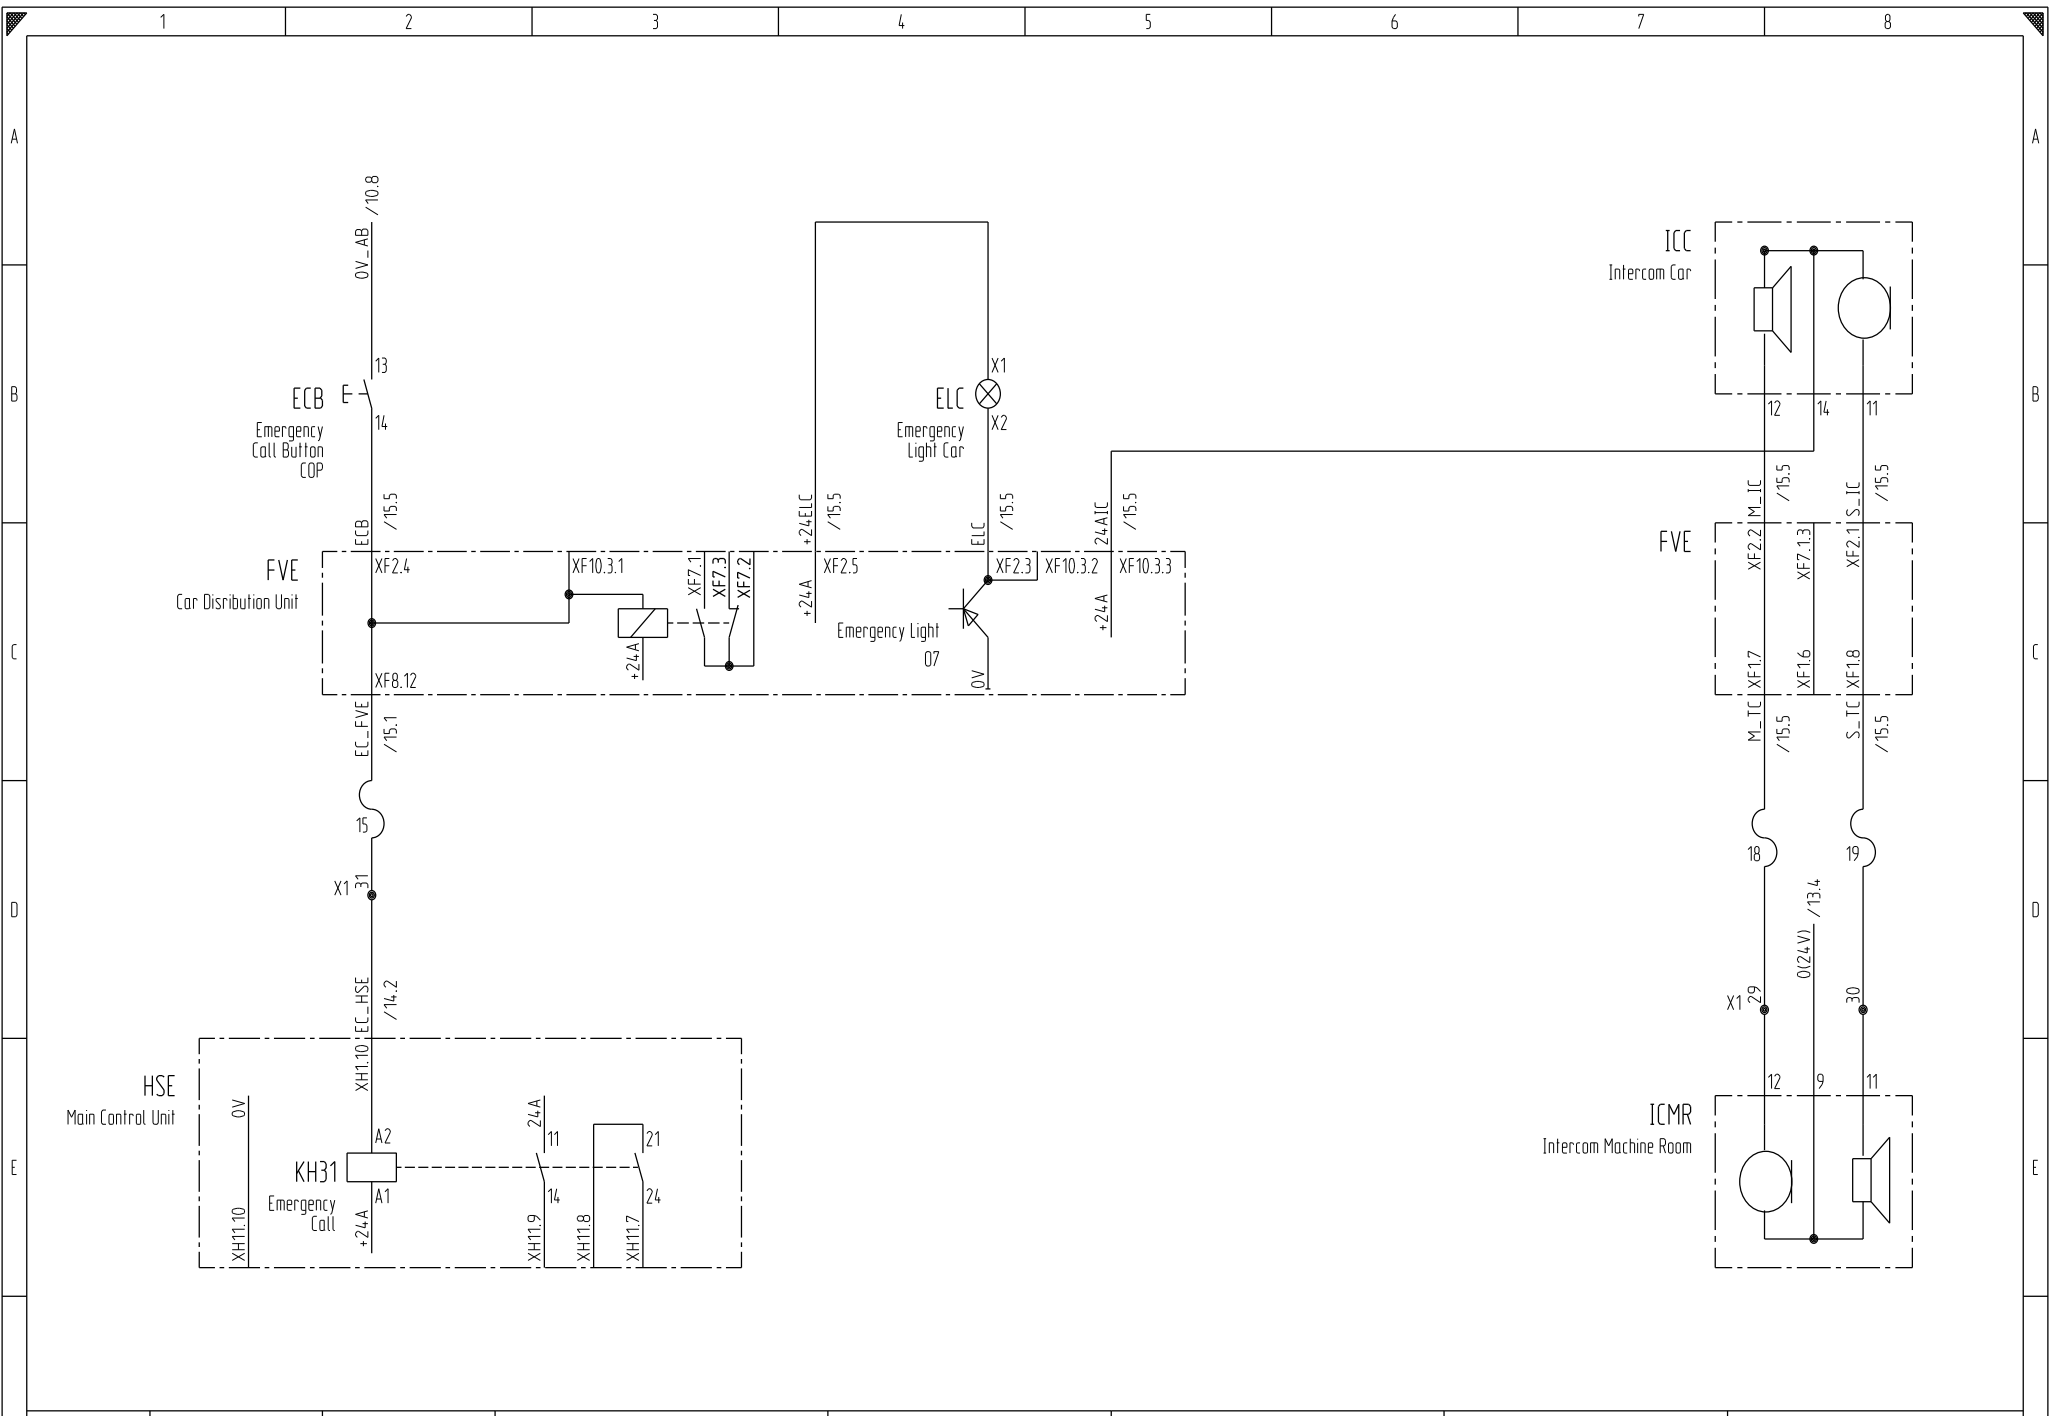 1 2 3 4 5 6 7 8
A A
/10.8
0V_AB
ICC
Intercom Car
13
X1
B B
ECB
14
Emergency
Call Button
COP
ELC
X2
Emergency
Light Car
12 14 11
ECB /15.5
+24ELC /15.5
ELC /15.5
24AIC /15.5
M_IC /15.5
S_IC /15.5
FVE
Car Disribution Unit
XF2.4
XF10.3.1
XF7.1
XF7.3
XF7.2
XF2.5
+24A
XF2.3
XF10.3.2
XF10.3.3
+24A
FVE
XF2.2
XF7.1.3
XF2.1
Emergency Light
07
+24A
0V
C C
XF8.12
XF1.7
XF1.6
XF1.8
EC_FVE /15.1
M_TC /15.5
S_TC /15.5
15
18 19
X1 31
D D
/13.4
0(24V)
EC_HSE /14.2
X1 29 30
XH1.10
HSE
Main Control Unit
0V
24A
12 9 11
ICMR
Intercom Machine Room
A2
11
21
E E
KH31
A1
14
24
Emergency
Call
+24A
XH11.10
XH11.9
XH11.8
XH11.7